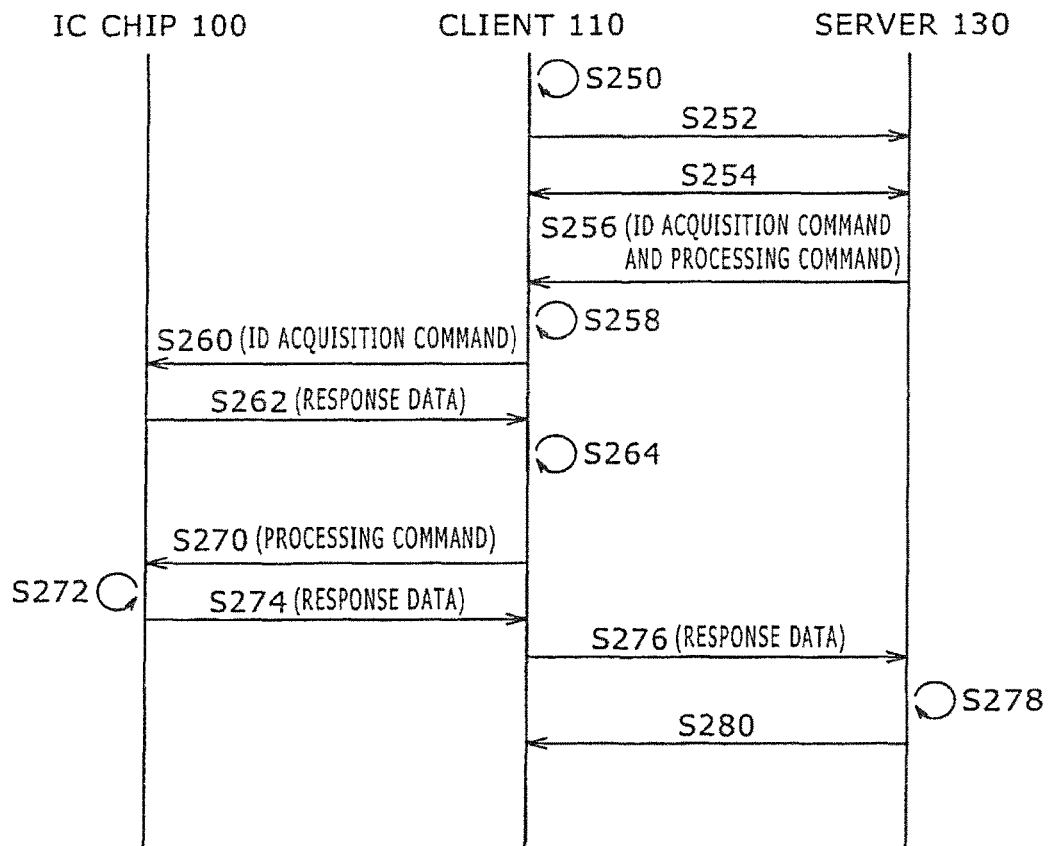 IC CHIP 100 CLIENT 110 SERVER 130
S250
S252
S254
S256 (ID ACQUISITION COMMAND
AND PROCESSING COMMAND)
S258
S260 (ID ACQUISITION COMMAND)
S262 (RESPONSE DATA)
S264
S270 (PROCESSING COMMAND)
S272
S274 (RESPONSE DATA)
S276 (RESPONSE DATA)
S278
S280